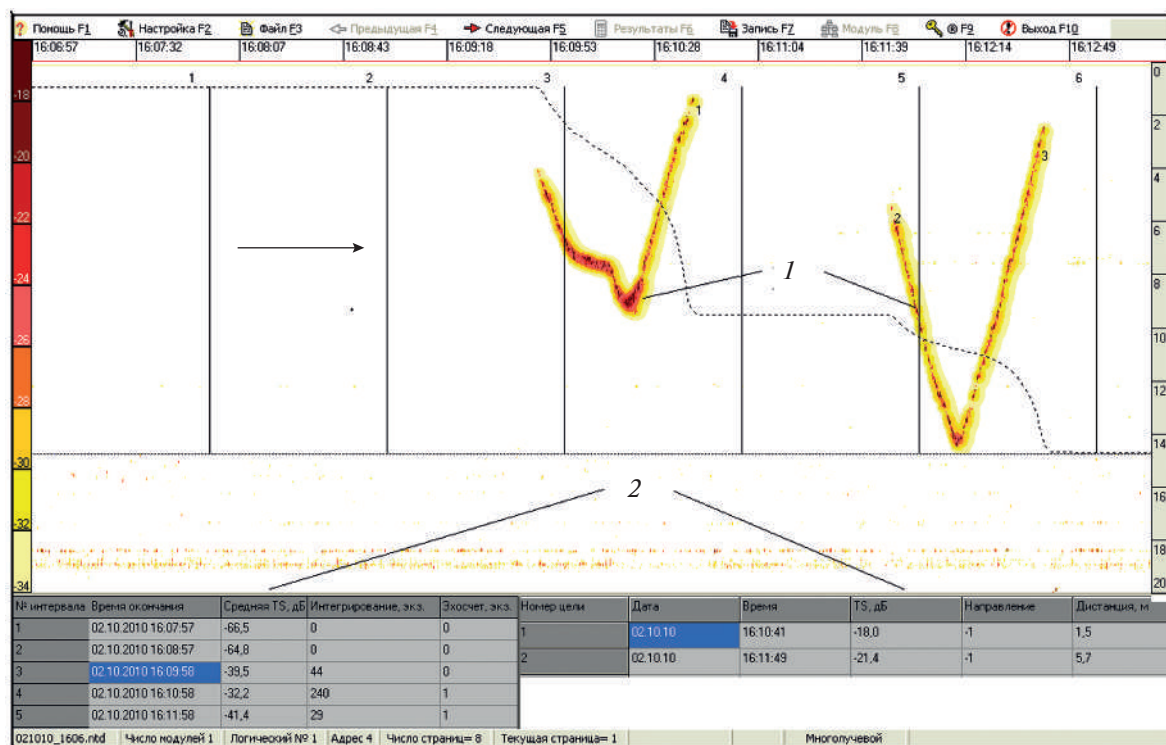 Помощь F1 Настройка F2 Файл F3 Предыдущая F4 Следующая F5 Результаты F6 Запись F7 Модуль F8 ® F9 Выход F10
16:06:57 16:07:32 16:08:07 16:08:43 16:09:18 16:09:53 16:10:28 16:11:04 16:11:39 16:12:14 16:12:49
1 2 3 4 5 6
0
-18
1
2
3
-20
4
2
6
-22
1
8
-24
10
-26
12
-28
14
-30
2
16
-32
18
-34
20
№ интервала Время окончания Средняя TS, дБ Интегрирование, экз. Эхосчет, экз. Номер цели Дата Время TS, дБ Направление Дистанция, м
1 02.10.2010 16:07:57 -66,5 0 0 1 02.10.10 16:10:41 -18,0 -1 1,5
2 02.10.2010 16:08:57 -64,8 0 0 2 02.10.10 16:11:49 -21,4 -1 5,7
3 02.10.2010 16:09:58 -39,5 44 0
4 02.10.2010 16:10:58 -32,2 240 1
5 02.10.2010 16:11:58 -41,4 29 1
021010_1606.ntd Число модулей 1 Логический № 1 Адрес 4 Число страниц= 8 Текущая страница= 1 Многолучевой